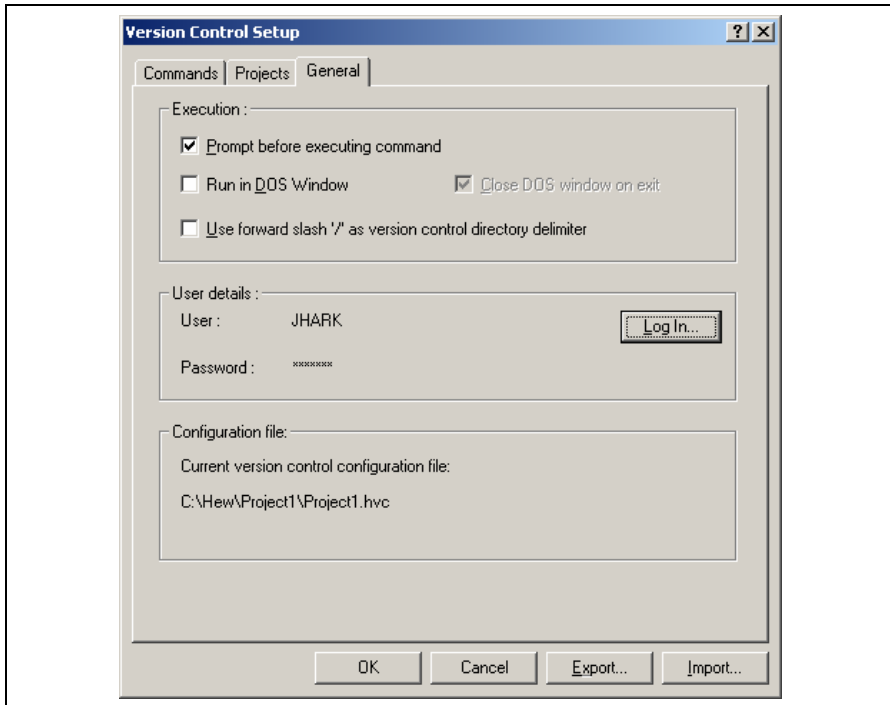 Version Control Setup
Commands Projects General
Execution :
Prompt before executing command
Run in DOS Window Close DOS window on exit
Use forward slash '/' as version control directory delimiter
User details :
User : JHARK
Log In...
Password : *******
Configuration file:
Current version control configuration file:
C:\Hew\Project1\Project1.hvc
OK Cancel Export... Import...